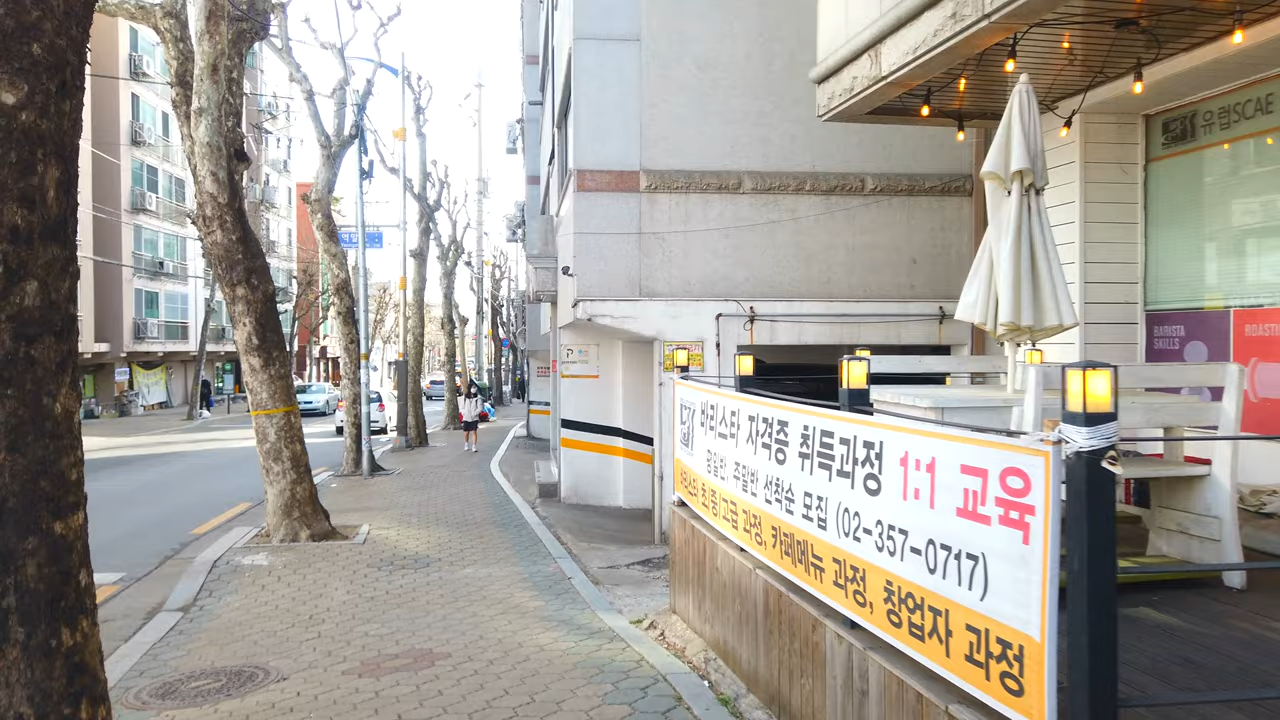 유럽SCAE
BARISTA
SKILLS
ROASTI
바리스타 자격증 취득과정 1:1 교육
평일반, 주말반 선착순 모집 (02-357-0717)
바리스타 초/중/고급 과정, 카페메뉴 과정, 창업자 과정